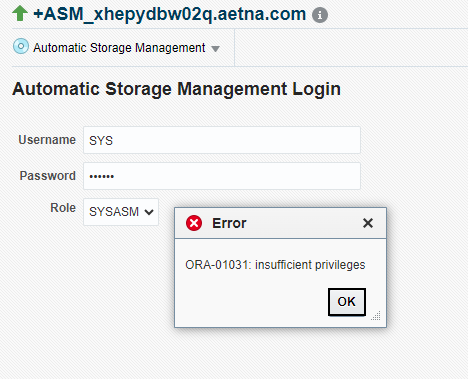 +ASM_xhepydbw02q.aetna.com
Automatic Storage Management
Automatic Storage Management Login
Username SYS
Password ••••••
Role SYSASM
Error
ORA-01031: insufficient privileges
OK